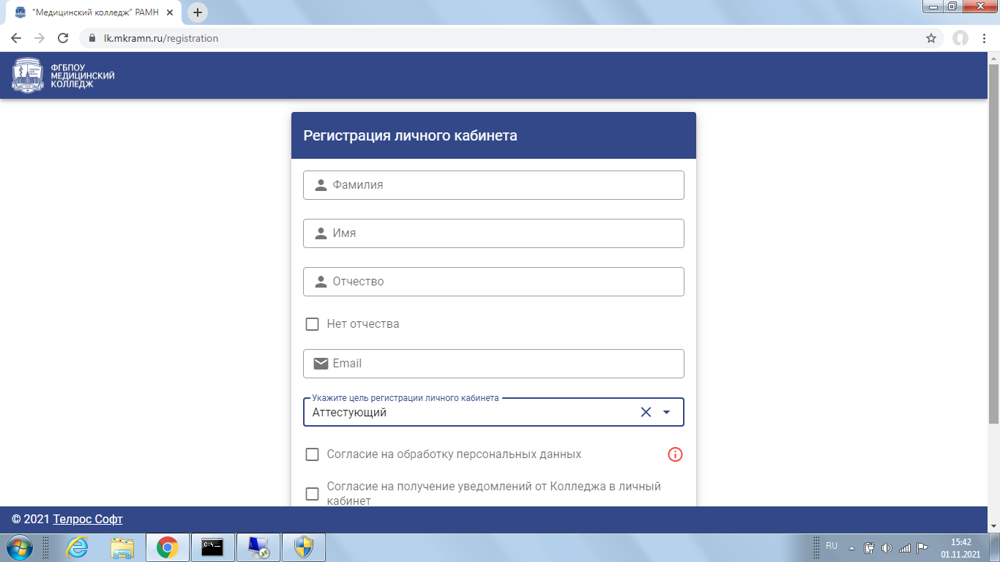 "Медицинский колледж" РАМН
lk.mkramn.ru/registration
ФГБПОУ
МЕДИЦИНСКИЙ
КОЛЛЕДЖ
Регистрация личного кабинета
Фамилия
Имя
Отчество
Нет отчества
Email
Укажите цель регистрации личного кабинета
Аттестующий
Согласие на обработку персональных данных
Согласие на получение уведомлений от Колледжа в личный
кабинет
© 2021 Телрос Софт
RU
15:42
01.11.2021